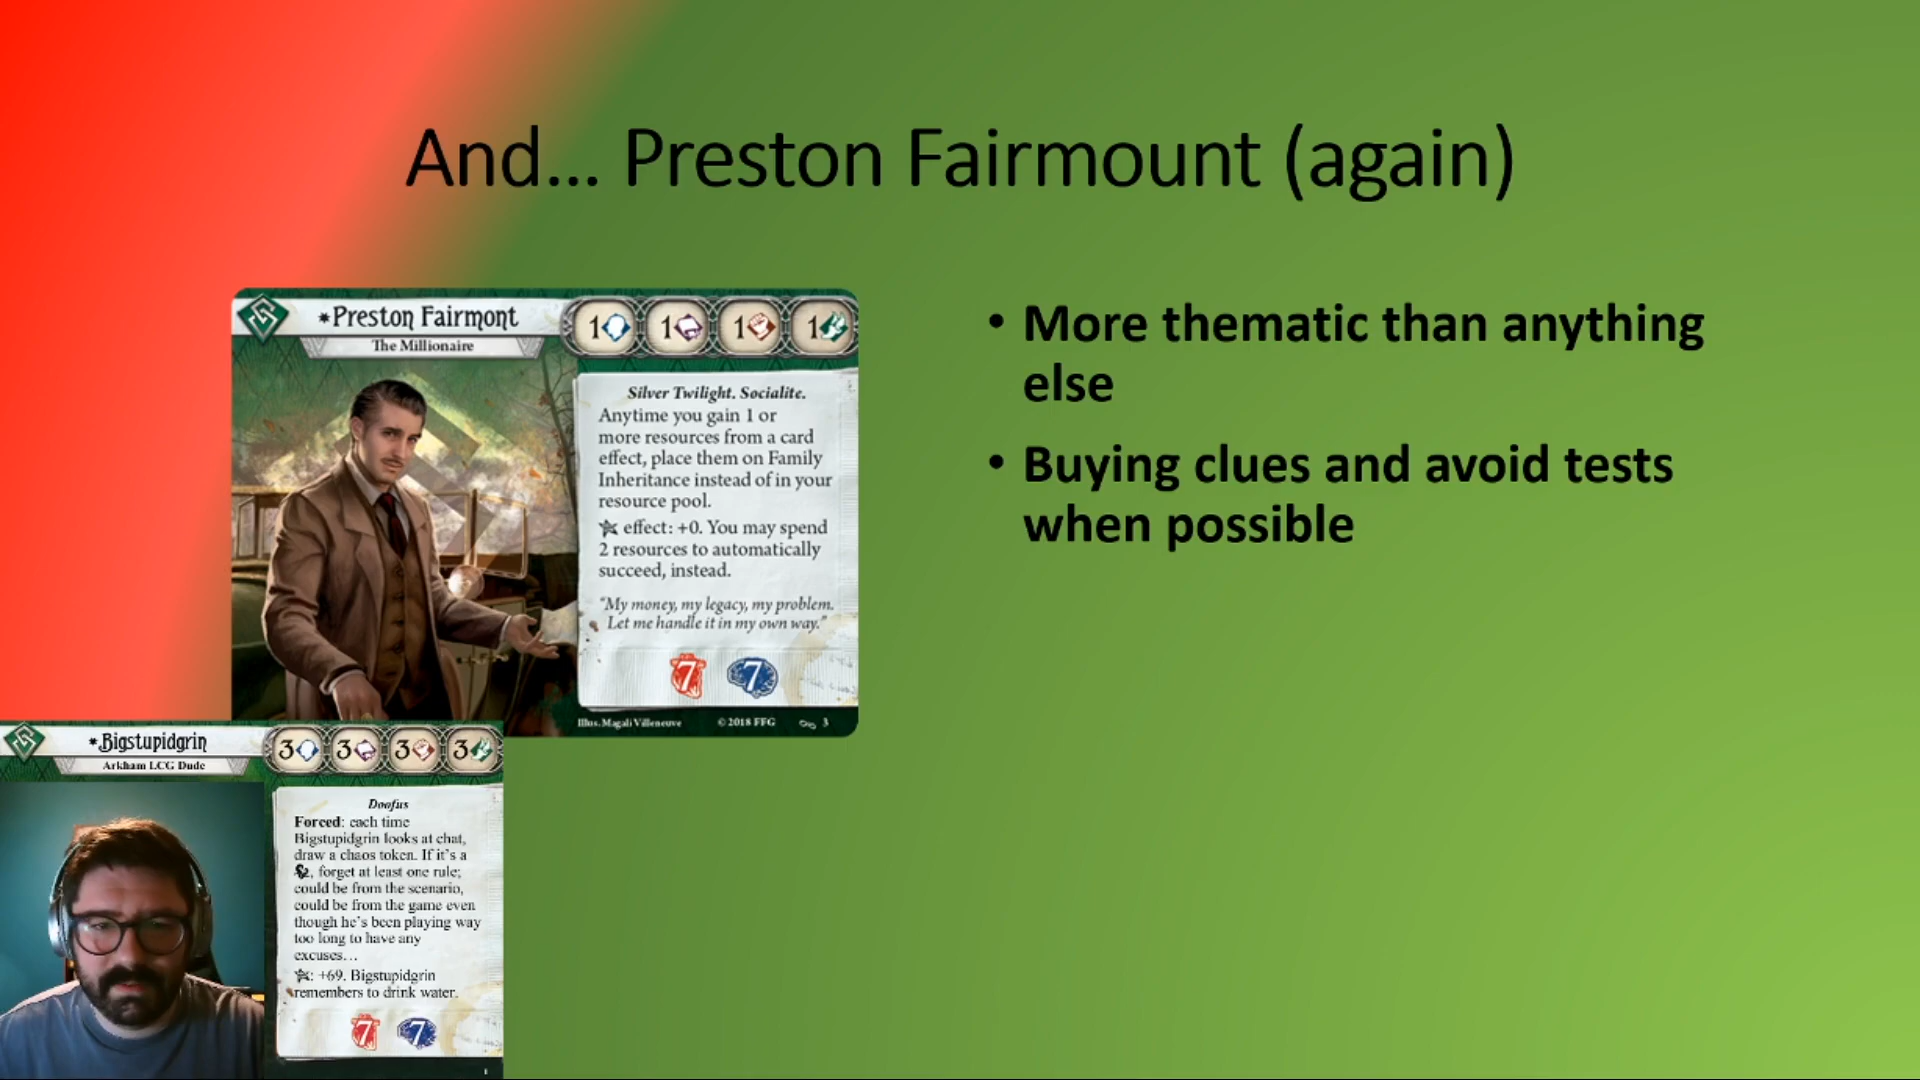 And... Preston Fairmount (again)
*Preston Fairmont
1 1 1 1
The Millionaire
Silver Twilight. Socialite.
Anytime you gain 1 or
more resources from a card
effect, place them on Family
Inheritance instead of in your
resource pool.
effect: +0. You may spend
2 resources to automatically
succeed, instead.
"My money, my legacy, my problem.
Let me handle it in my own way."
7 7
Illus. Magali Villeneuve © 2018 FFG 3
• More thematic than anything
else
• Buying clues and avoid tests
when possible
*Bigstupidgrin
3 3 3 3
Arkham LCG Dude
Doofus
Forced: each time
Bigstupidgrin looks at chat,
draw a chaos token. If it's a
, forget at least one rule;
could be from the scenario,
could be from the game even
though he's been playing way
too long to have any
excuses...
: +69. Bigstupidgrin
remembers to drink water.
7 7
1